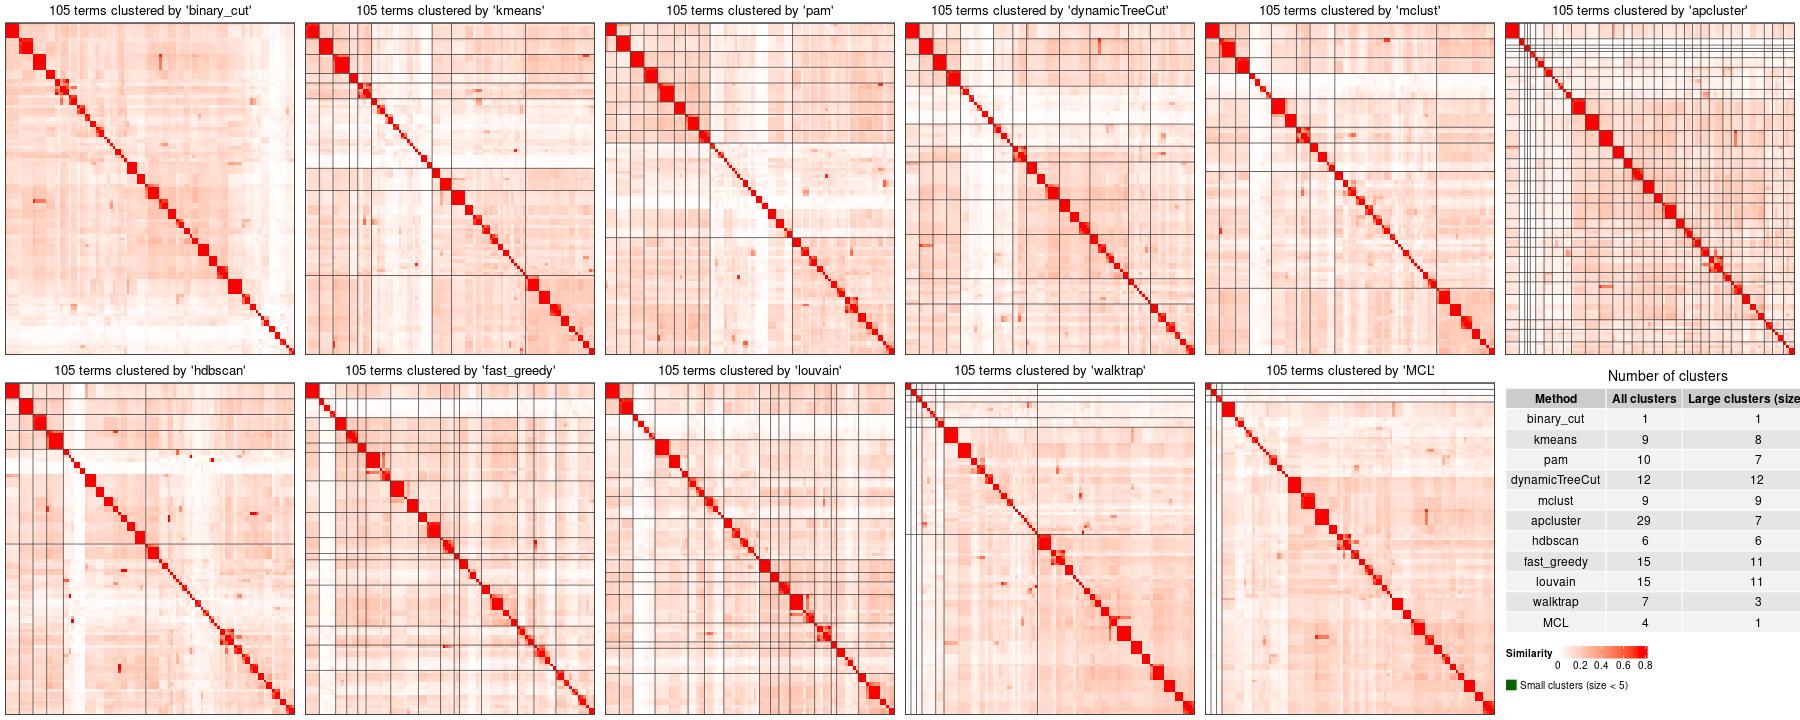 105 terms clustered by 'binary_cut'
105 terms clustered by 'kmeans'
105 terms clustered by 'pam'
105 terms clustered by 'dynamicTreeCut'
105 terms clustered by 'mclust'
105 terms clustered by 'apcluster'
105 terms clustered by 'hdbscan'
105 terms clustered by 'fast_greedy'
105 terms clustered by 'louvain'
105 terms clustered by 'walktrap'
105 terms clustered by 'MCL'
Number of clusters
Method All clusters Large clusters (size
binary_cut 1 1
kmeans 9 8
pam 10 7
dynamicTreeCut 12 12
mclust 9 9
apcluster 29 7
hdbscan 6 6
fast_greedy 15 11
louvain 15 11
walktrap 7 3
MCL 4 1
Similarity
0 0.2 0.4 0.6 0.8
Small clusters (size < 5)